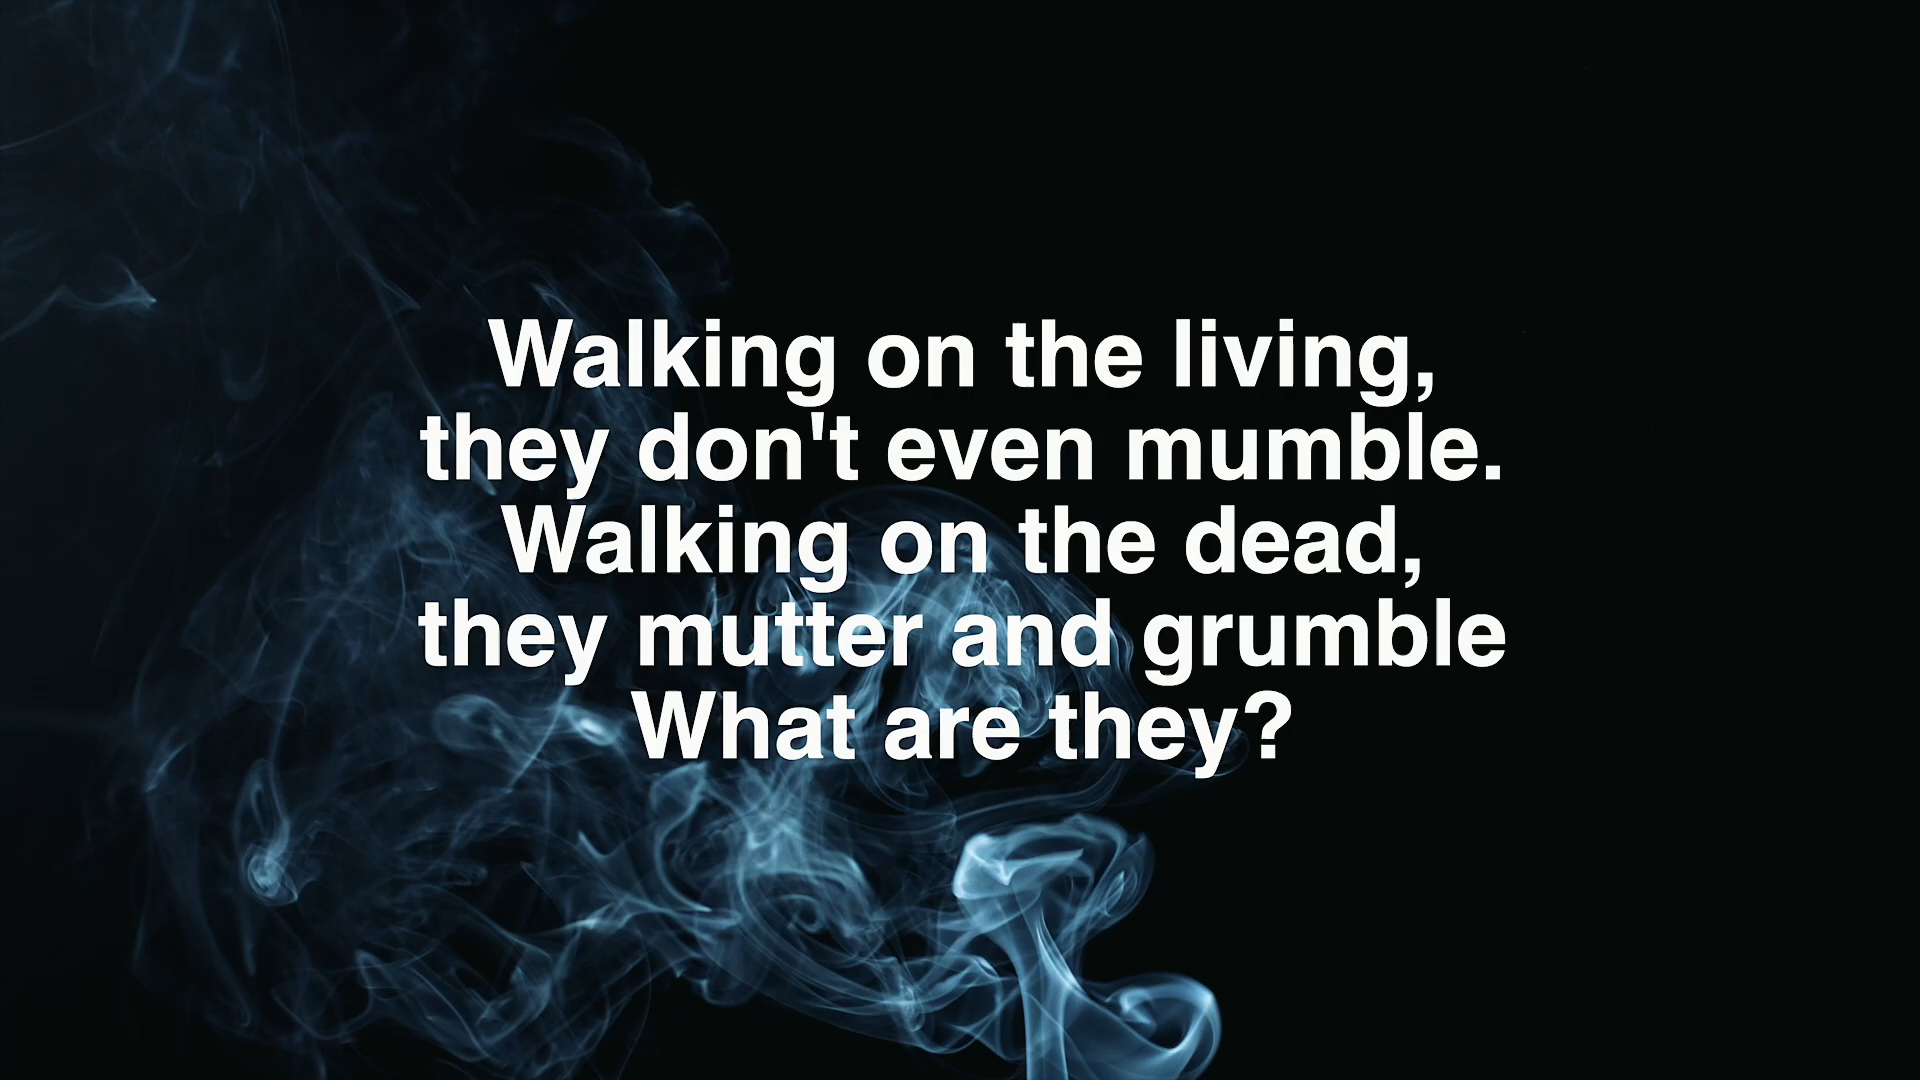 Walking on the living,
they don't even mumble.
Walking on the dead,
they mutter and grumble
What are they?